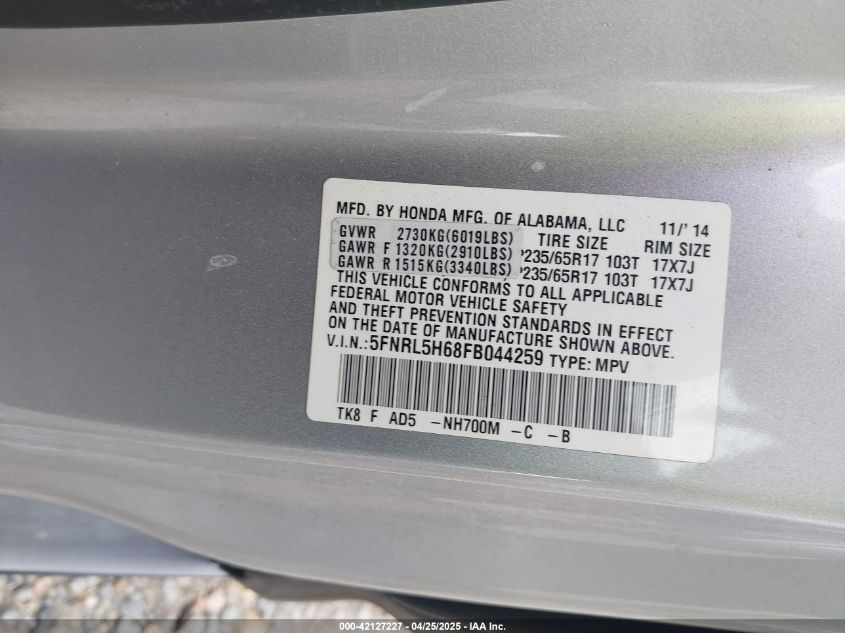 MFD. BY HONDA MFG. OF ALABAMA, LLC 11/'14
GVWR 2730KG(6019LBS) TIRE SIZE RIM SIZE
GAWR F 1320KG(2910LBS) P235/65R17 103T 17X7J
GAWR R 1515KG(3340LBS) P235/65R17 103T 17X7J
THIS VEHICLE CONFORMS TO ALL APPLICABLE
FEDERAL MOTOR VEHICLE SAFETY
AND THEFT PREVENTION STANDARDS IN EFFECT
ON THE DATE OF MANUFACTURE SHOWN ABOVE.
V.I.N.: 5FNRL5H68FB044259 TYPE: MPV
TK8 F AD5 -NH700M -C -B
000-42127227 - 04/25/2025 - IAA Inc.